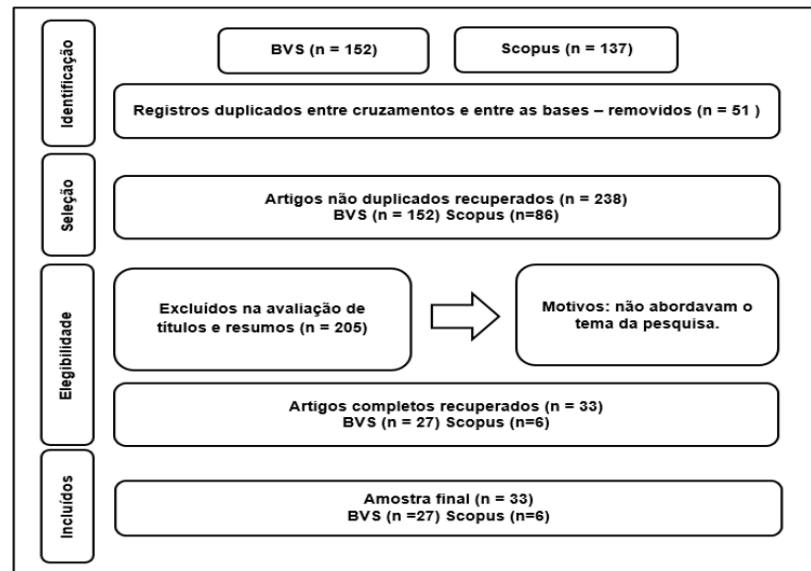 Identificação
BVS (n = 152)
Scopus (n = 137)
Registros duplicados entre cruzamentos e entre as bases – removidos (n = 51 )
Seleção
Artigos não duplicados recuperados (n = 238)
BVS (n = 152) Scopus (n=86)
Elegibilidade
Excluídos na avaliação de
títulos e resumos (n = 205)
Motivos: não abordavam o
tema da pesquisa.
Artigos completos recuperados (n = 33)
BVS (n = 27) Scopus (n=6)
Incluídos
Amostra final (n = 33)
BVS (n =27) Scopus (n=6)